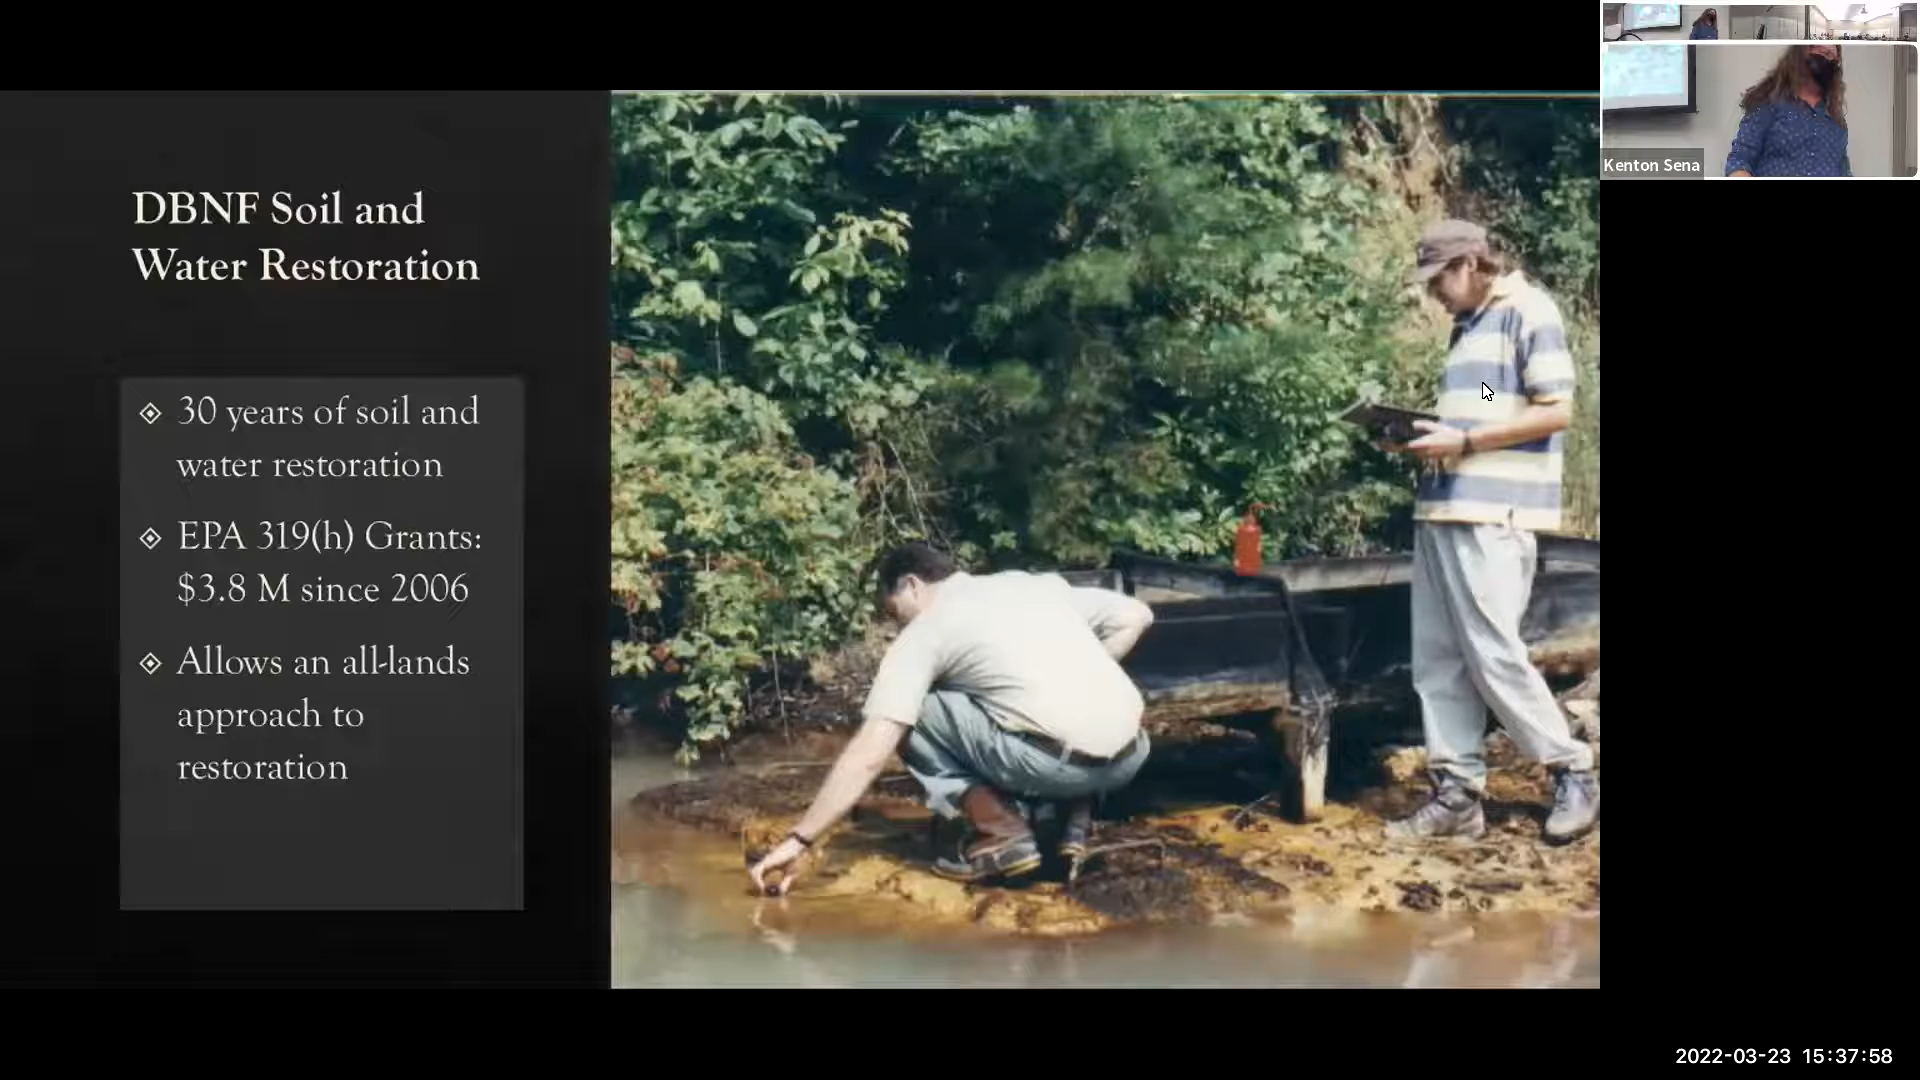 DBNF Soil and
Water Restoration
30 years of soil and
water restoration
EPA 319(h) Grants:
$3.8 M since 2006
Allows an all-lands
approach to
restoration
Kenton Sena
2022-03-23 15:37:58